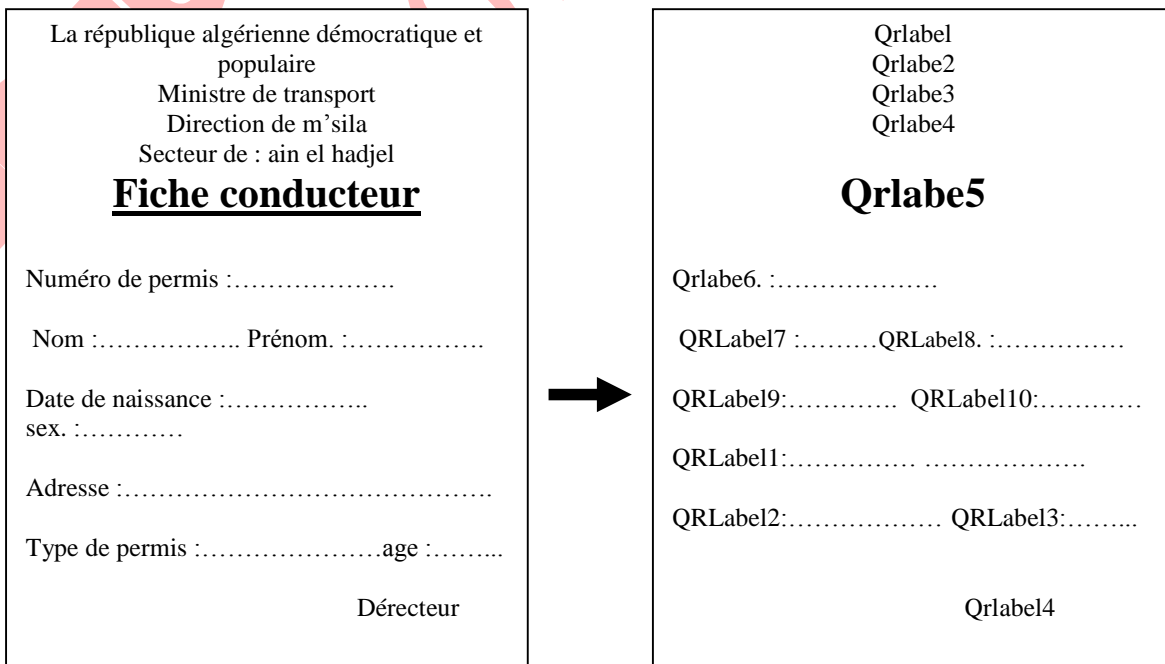 La république algérienne démocratique et
populaire
Ministre de transport
Direction de m’sila
Secteur de : ain el hadjel
Fiche conducteur
Numéro de permis :……………….
Nom :…………….. Prénom. :…………….
Date de naissance :……………..
sex. :…………
Adresse :…………………………………….
Type de permis :…………………age :……...
Dérecteur
Qrlabel
Qrlabe2
Qrlabe3
Qrlabe4
Qrlabe5
Qrlabe6. :……………….
QRLabel7 :………QRLabel8. :……………
QRLabel9:…………. QRLabel10:…………
QRLabel1:…………… ……………….
QRLabel2:……………… QRLabel3:……...
Qrlabel4